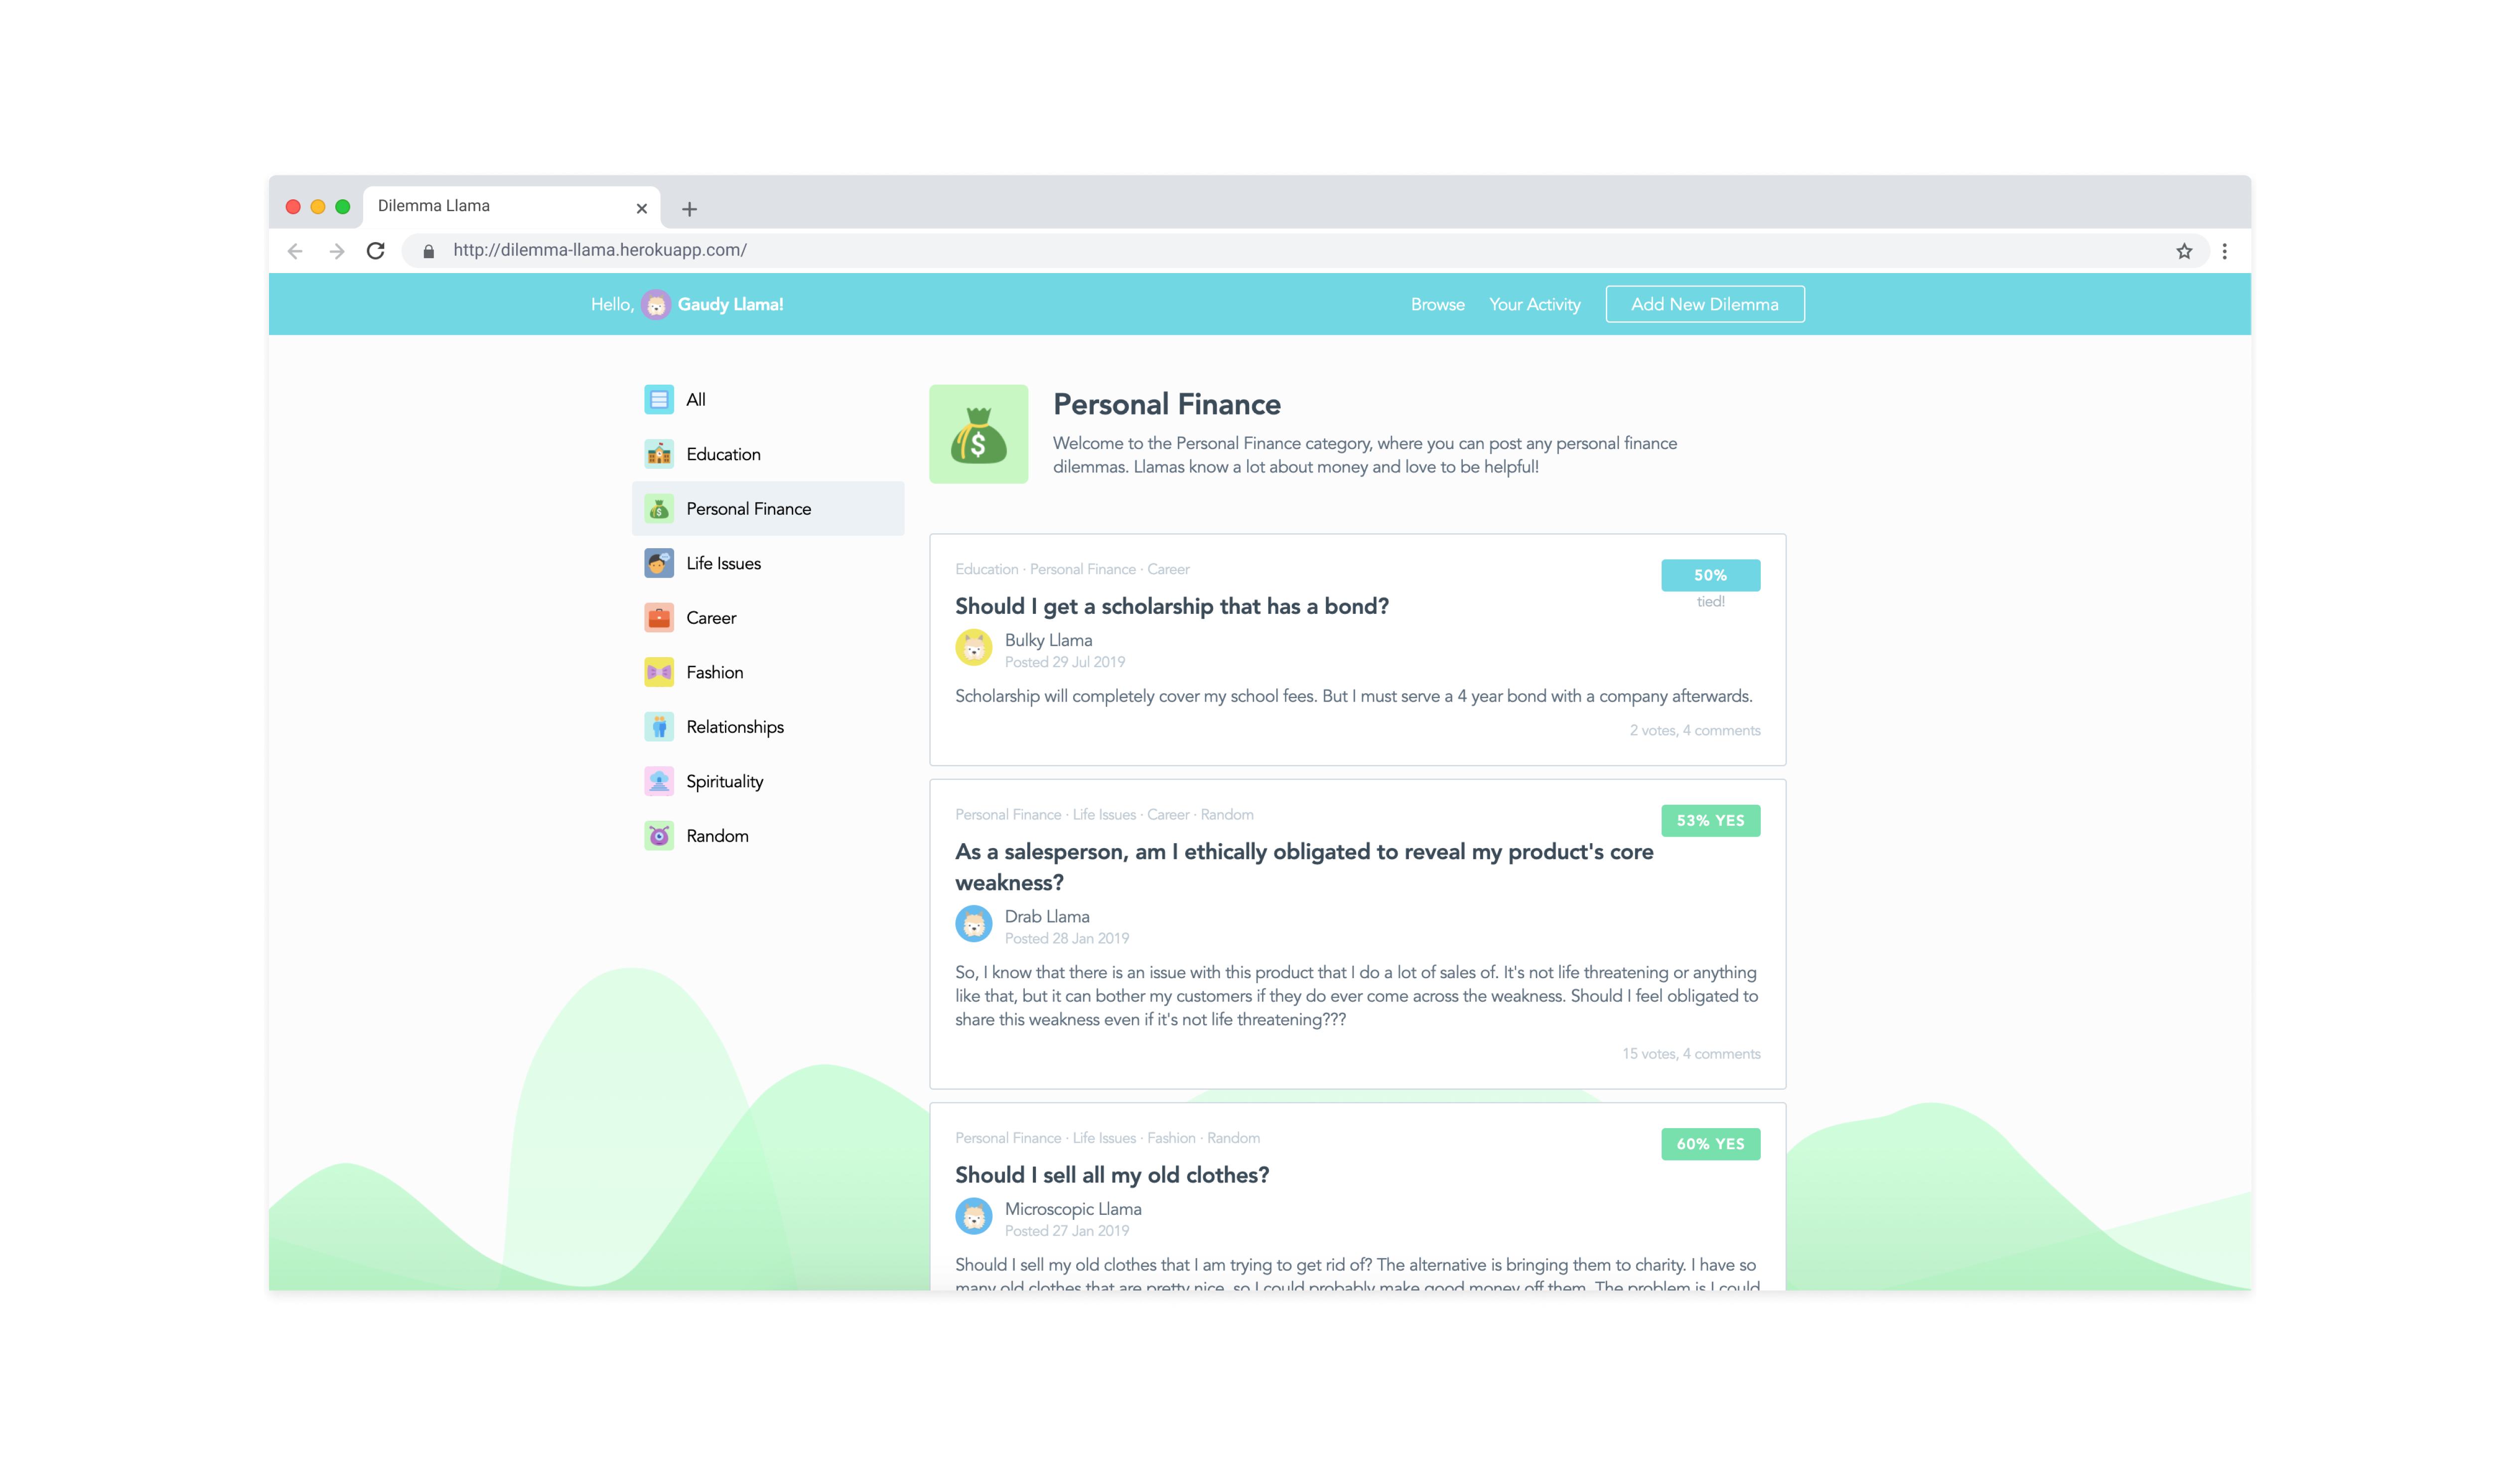 Dilemma Llama
http://dilemma-llama.herokuapp.com/
Hello, Gaudy Llama!
Browse
Your Activity
Add New Dilemma
All
Education
Personal Finance
Life Issues
Career
Fashion
Relationships
Spirituality
Random
$
Personal Finance
Welcome to the Personal Finance category, where you can post any personal finance
dilemmas. Llamas know a lot about money and love to be helpful!
Education · Personal Finance · Career
50%
tied!
Should I get a scholarship that has a bond?
Bulky Llama
Posted 29 Jul 2019
Scholarship will completely cover my school fees. But I must serve a 4 year bond with a company afterwards.
2 votes, 4 comments
Personal Finance · Life Issues · Career · Random
53% YES
As a salesperson, am I ethically obligated to reveal my product's core
weakness?
Drab Llama
Posted 28 Jan 2019
So, I know that there is an issue with this product that I do a lot of sales of. It's not life threatening or anything
like that, but it can bother my customers if they do ever come across the weakness. Should I feel obligated to
share this weakness even if it's not life threatening???
15 votes, 4 comments
Personal Finance · Life Issues · Fashion · Random
60% YES
Should I sell all my old clothes?
Microscopic Llama
Posted 27 Jan 2019
Should I sell my old clothes that I am trying to get rid of? The alternative is bringing them to charity. I have so
many old clothes that are pretty nice, so I could probably make good money off them. The problem is I could